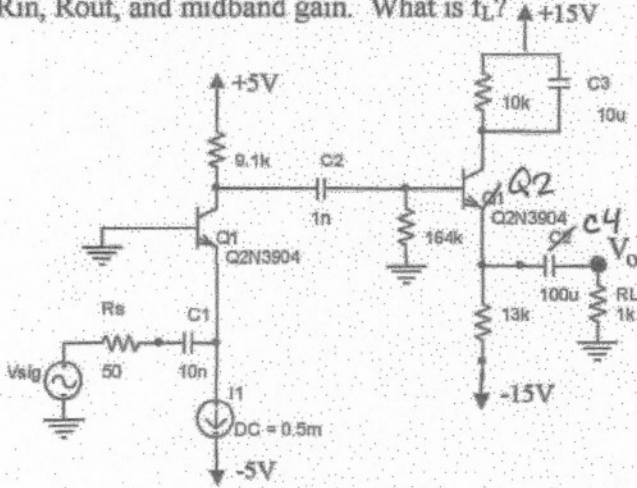 Rin, Rout, and midband gain. What is fL?
+15V
+5V
10k
C3
10u
9.1k
C2
1n
Q1
Q2
Q2N3904
Q1
Q2N3904
164k
C2
C4
Vo
100u
RL
1k
Rs
C1
13k
Vsig
50
10n
I1
DC = 0.5m
-15V
-5V